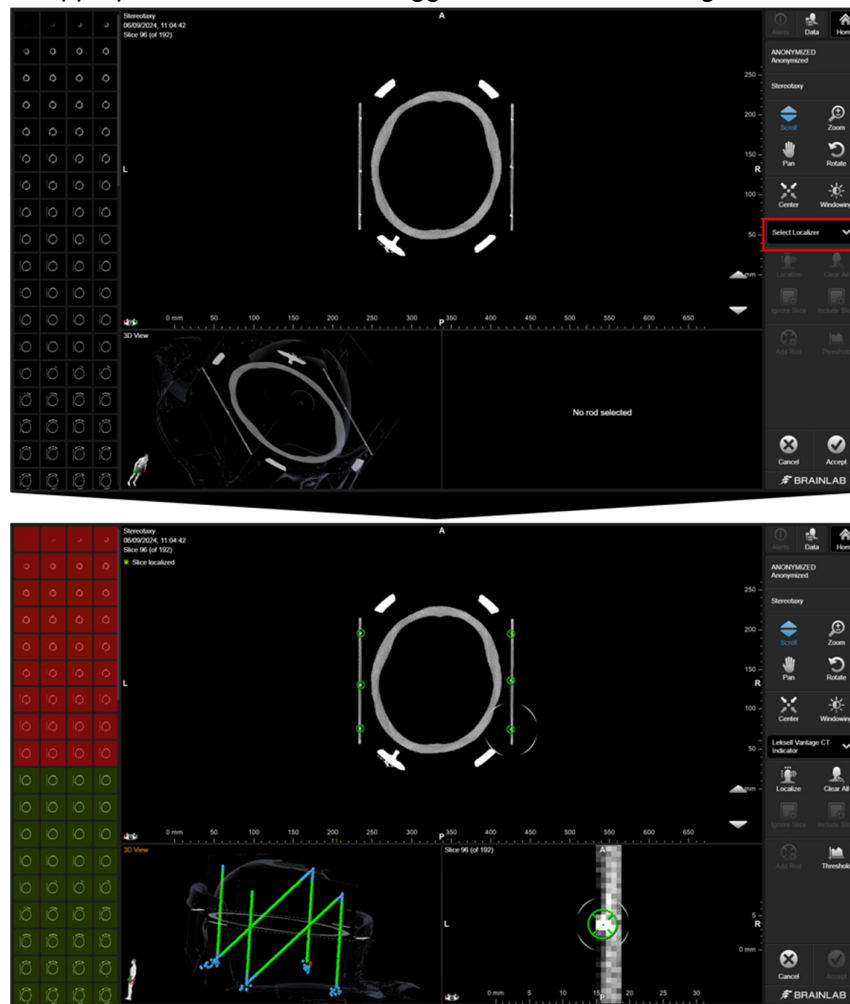 Stereotaxy
06/09/2024, 11:04:42
Slice 96 (of 192)
A
Alerts
Data
ANONYMIZED
Anonymized
Stereotaxy
Scroll
Zoom
Pan
Rotate
Center
Windowing
Select Localizer
Localize
Clear All
Ignore Slice
Add Rod
Threshold
Cancel
Accept
BRAINLAB
L
R
P
250
200
150
100
50
mm
0 mm 50 100 150 200 250 300 350 400 450 500 550 600 650
3D View
No rod selected
Stereotaxy
06/09/2024, 11:04:42
Slice 96 (of 192)
Slice localized
A
Alerts
Data
ANONYMIZED
Anonymized
Stereotaxy
Scroll
Zoom
Pan
Rotate
Center
Windowing
Leksell Vantage CT
Indicator
Localize
Clear All
Ignore Slice
Add Rod
Threshold
Cancel
Accept
BRAINLAB
L
R
P
250
200
150
100
50
mm
0 mm 50 100 150 200 250 300 350 400 450 500 550 600 650
3D View
Slice 96 (of 192)
A
L
R
P
5
0 mm
0 mm 5 10 15 20 25 30